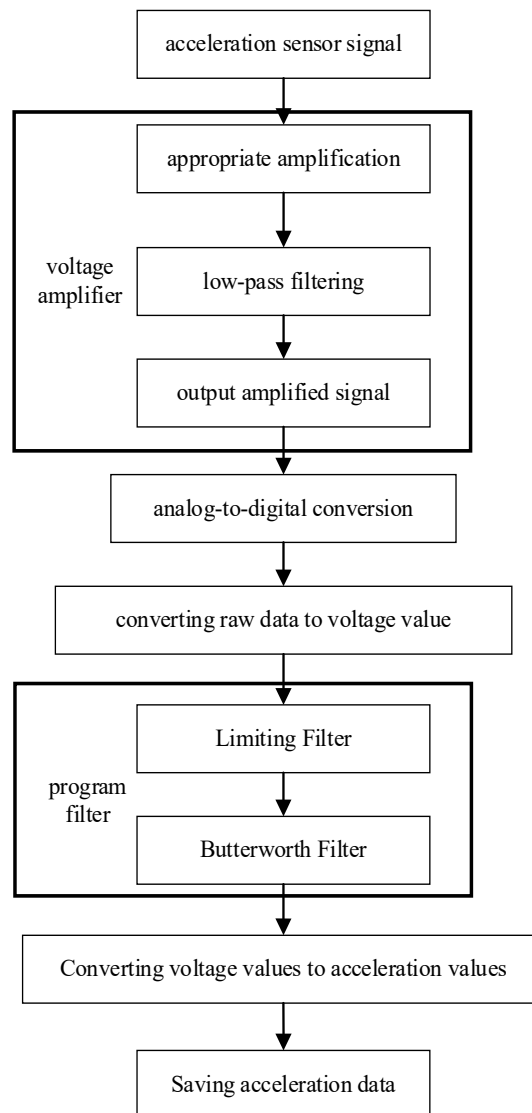 acceleration sensor signal
appropriate amplification
voltage
amplifier
low-pass filtering
output amplified signal
analog-to-digital conversion
converting raw data to voltage value
Limiting Filter
program
filter
Butterworth Filter
Converting voltage values to acceleration values
Saving acceleration data